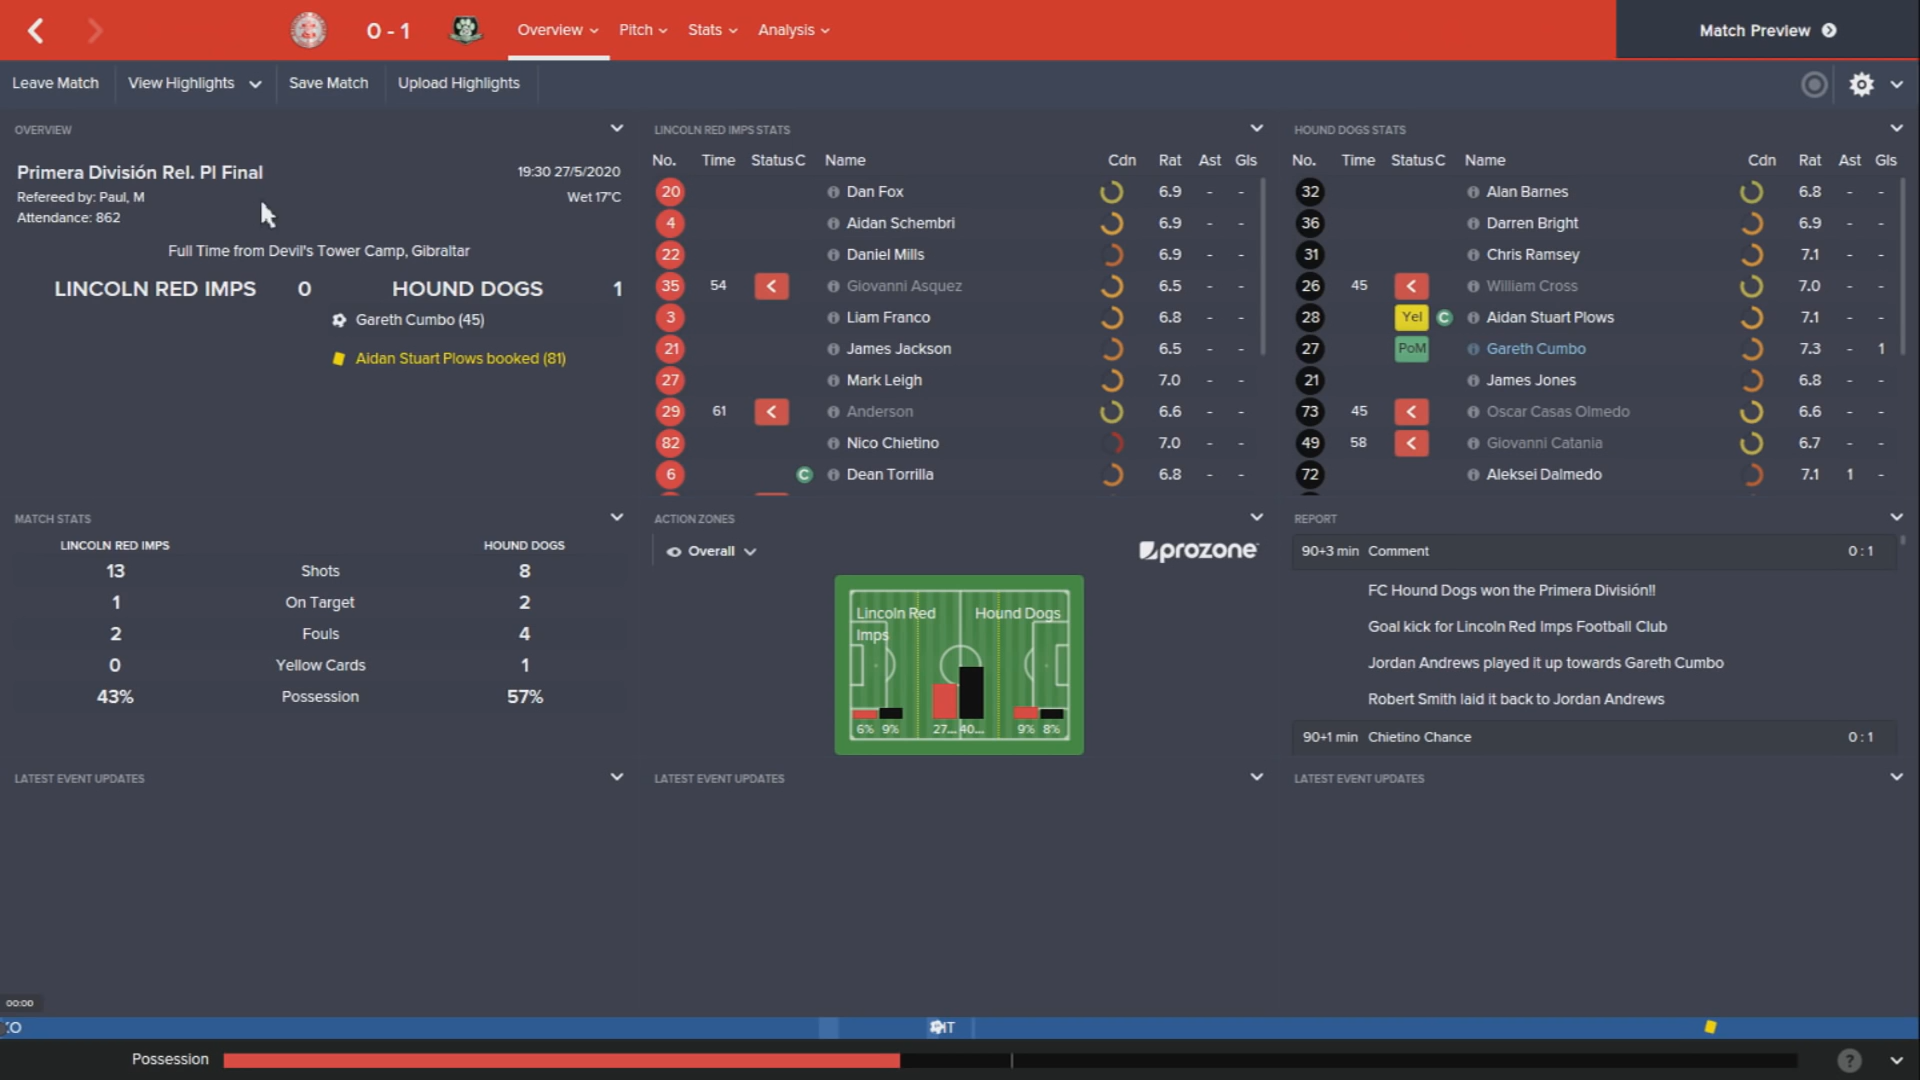 0 - 1
Overview
Pitch
Stats
Analysis
Match Preview
Leave Match
View Highlights
Save Match
Upload Highlights
OVERVIEW
Primera División Rel. Pl Final
19:30 27/5/2020
Refereed by: Paul, M
Wet 17°C
Attendance: 862
Full Time from Devil's Tower Camp, Gibraltar
LINCOLN RED IMPS 0 HOUND DOGS 1
Gareth Cumbo (45)
Aidan Stuart Plows booked (81)
LINCOLN RED IMPS STATS
No. Time Status C Name Cdn Rat Ast Gls
20 Dan Fox 6.9 - -
4 Aidan Schembri 6.9 - -
22 Daniel Mills 6.9 - -
35 54 Giovanni Asquez 6.5 - -
3 Liam Franco 6.8 - -
21 James Jackson 6.5 - -
27 Mark Leigh 7.0 - -
29 61 Anderson 6.6 - -
82 Nico Chietino 7.0 - -
6 C Dean Torrilla 6.8 - -
HOUND DOGS STATS
No. Time Status C Name Cdn Rat Ast Gls
32 Alan Barnes 6.8 - -
36 Darren Bright 6.9 - -
31 Chris Ramsey 7.1 - -
26 45 William Cross 7.0 - -
28 Yel C Aidan Stuart Plows 7.1 - -
27 PoM Gareth Cumbo 7.3 - 1
21 James Jones 6.8 - -
73 45 Oscar Casas Olmedo 6.6 - -
49 58 Giovanni Catania 6.7 - -
72 Aleksei Dalmedo 7.1 1 -
MATCH STATS
LINCOLN RED IMPS HOUND DOGS
13 Shots 8
1 On Target 2
2 Fouls 4
0 Yellow Cards 1
43% Possession 57%
ACTION ZONES
Overall
prozone
Lincoln Red Hound Dogs
Imps
6% 9% 27... 40... 9% 8%
REPORT
90+3 min Comment 0 : 1
FC Hound Dogs won the Primera División!!
Goal kick for Lincoln Red Imps Football Club
Jordan Andrews played it up towards Gareth Cumbo
Robert Smith laid it back to Jordan Andrews
90+1 min Chietino Chance 0 : 1
LATEST EVENT UPDATES
LATEST EVENT UPDATES
LATEST EVENT UPDATES
00:00
Possession
?